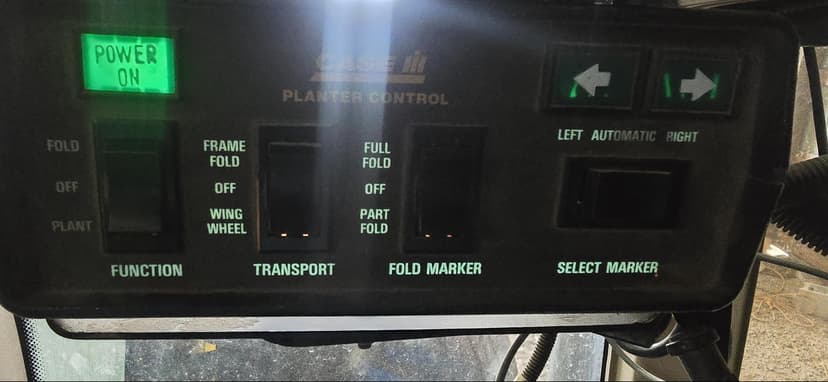 POWER
ON
CASE IH
PLANTER CONTROL
LEFT AUTOMATIC RIGHT
FOLD
OFF
PLANT
FUNCTION
FRAME
FOLD
OFF
WING
WHEEL
TRANSPORT
FULL
FOLD
OFF
PART
FOLD
FOLD MARKER
SELECT MARKER